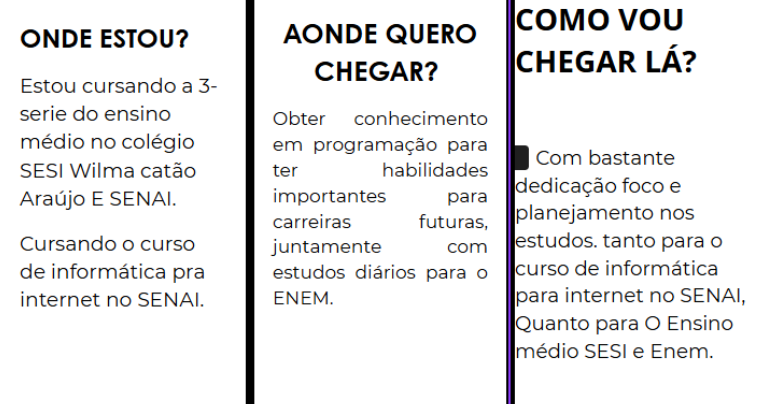 ONDE ESTOU?
Estou cursando a 3-
serie do ensino
médio no colégio
SESI Wilma catão
Araújo E SENAI.
Cursando o curso
de informática pra
internet no SENAI.
AONDE QUERO
CHEGAR?
Obter conhecimento
em programação para
ter habilidades
importantes para
carreiras futuras,
juntamente com
estudos diários para o
ENEM.
COMO VOU
CHEGAR LÁ?
Com bastante
dedicação foco e
planejamento nos
estudos. tanto para o
curso de informática
para internet no SENAI,
Quanto para O Ensino
médio SESI e Enem.